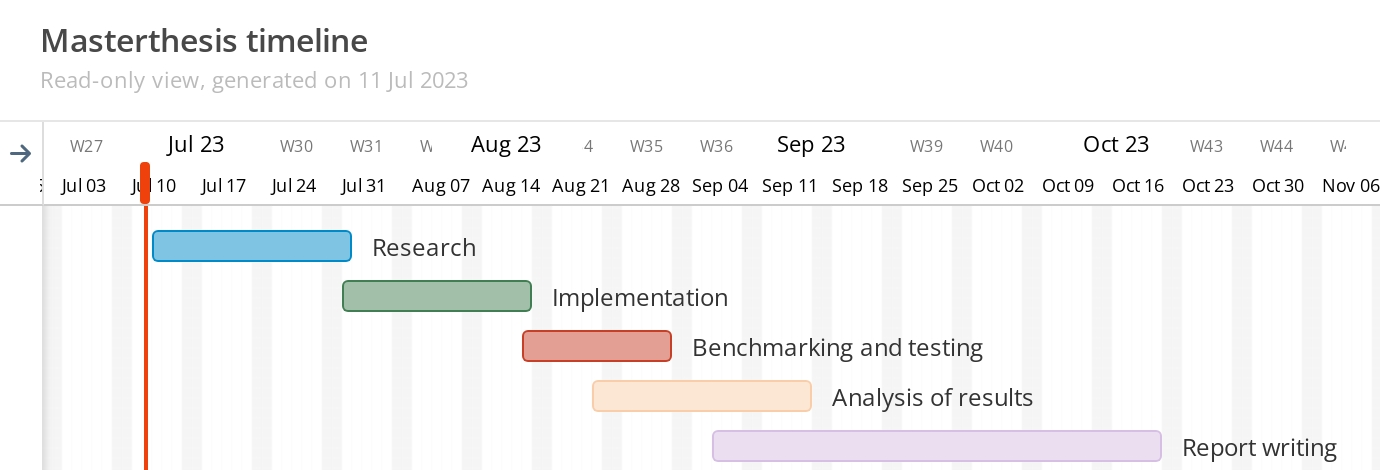 Masterthesis timeline
Read-only view, generated on 11 Jul 2023
W27 Jul 23 W30 W31 W Aug 23 4 W35 W36 Sep 23 W39 W40 Oct 23 W43 W44
Jul 03 Jul 10 Jul 17 Jul 24 Jul 31 Aug 07 Aug 14 Aug 21 Aug 28 Sep 04 Sep 11 Sep 18 Sep 25 Oct 02 Oct 09 Oct 16 Oct 23 Oct 30 Nov 06
Research
Implementation
Benchmarking and testing
Analysis of results
Report writing